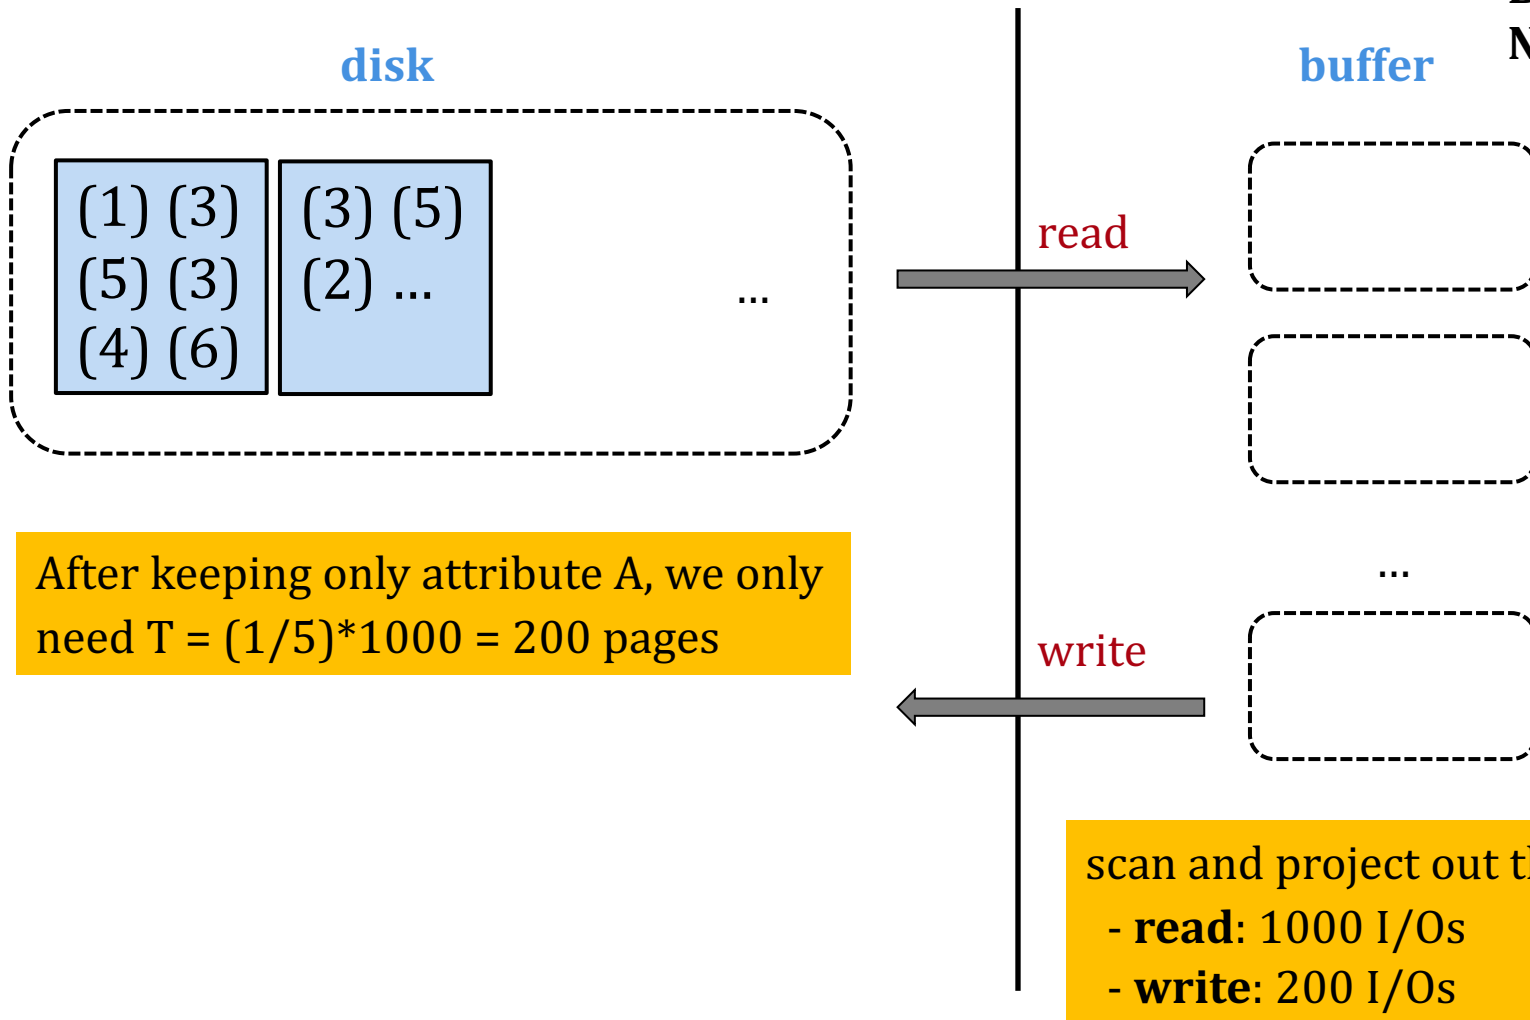 disk
buffer
N
(1) (3)
(5) (3)
(4) (6)
(3) (5)
(2) ...
...
read
...
After keeping only attribute A, we only
need T = (1/5)*1000 = 200 pages
write
scan and project out
- read: 1000 I/Os
- write: 200 I/Os